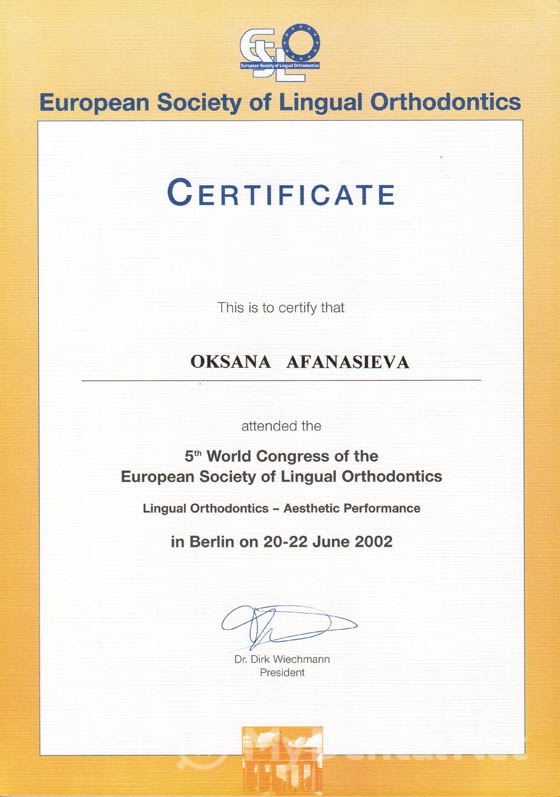 ESLO
European Society of Lingual Orthodontics
European Society of Lingual Orthodontics
CERTIFICATE
This is to certify that
OKSANA AFANASIEVA
attended the
5th World Congress of the
European Society of Lingual Orthodontics
Lingual Orthodontics – Aesthetic Performance
in Berlin on 20-22 June 2002
Dr. Dirk Wiechmann
President
MyDentalNet